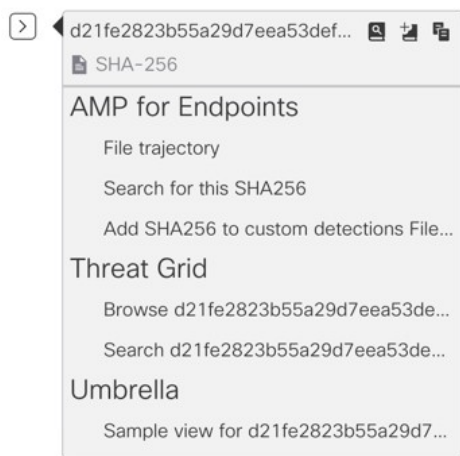 d21fe2823b55a29d7eea53def...
SHA-256
AMP for Endpoints
File trajectory
Search for this SHA256
Add SHA256 to custom detections File...
Threat Grid
Browse d21fe2823b55a29d7eea53de...
Search d21fe2823b55a29d7eea53de...
Umbrella
Sample view for d21fe2823b55a29d7...